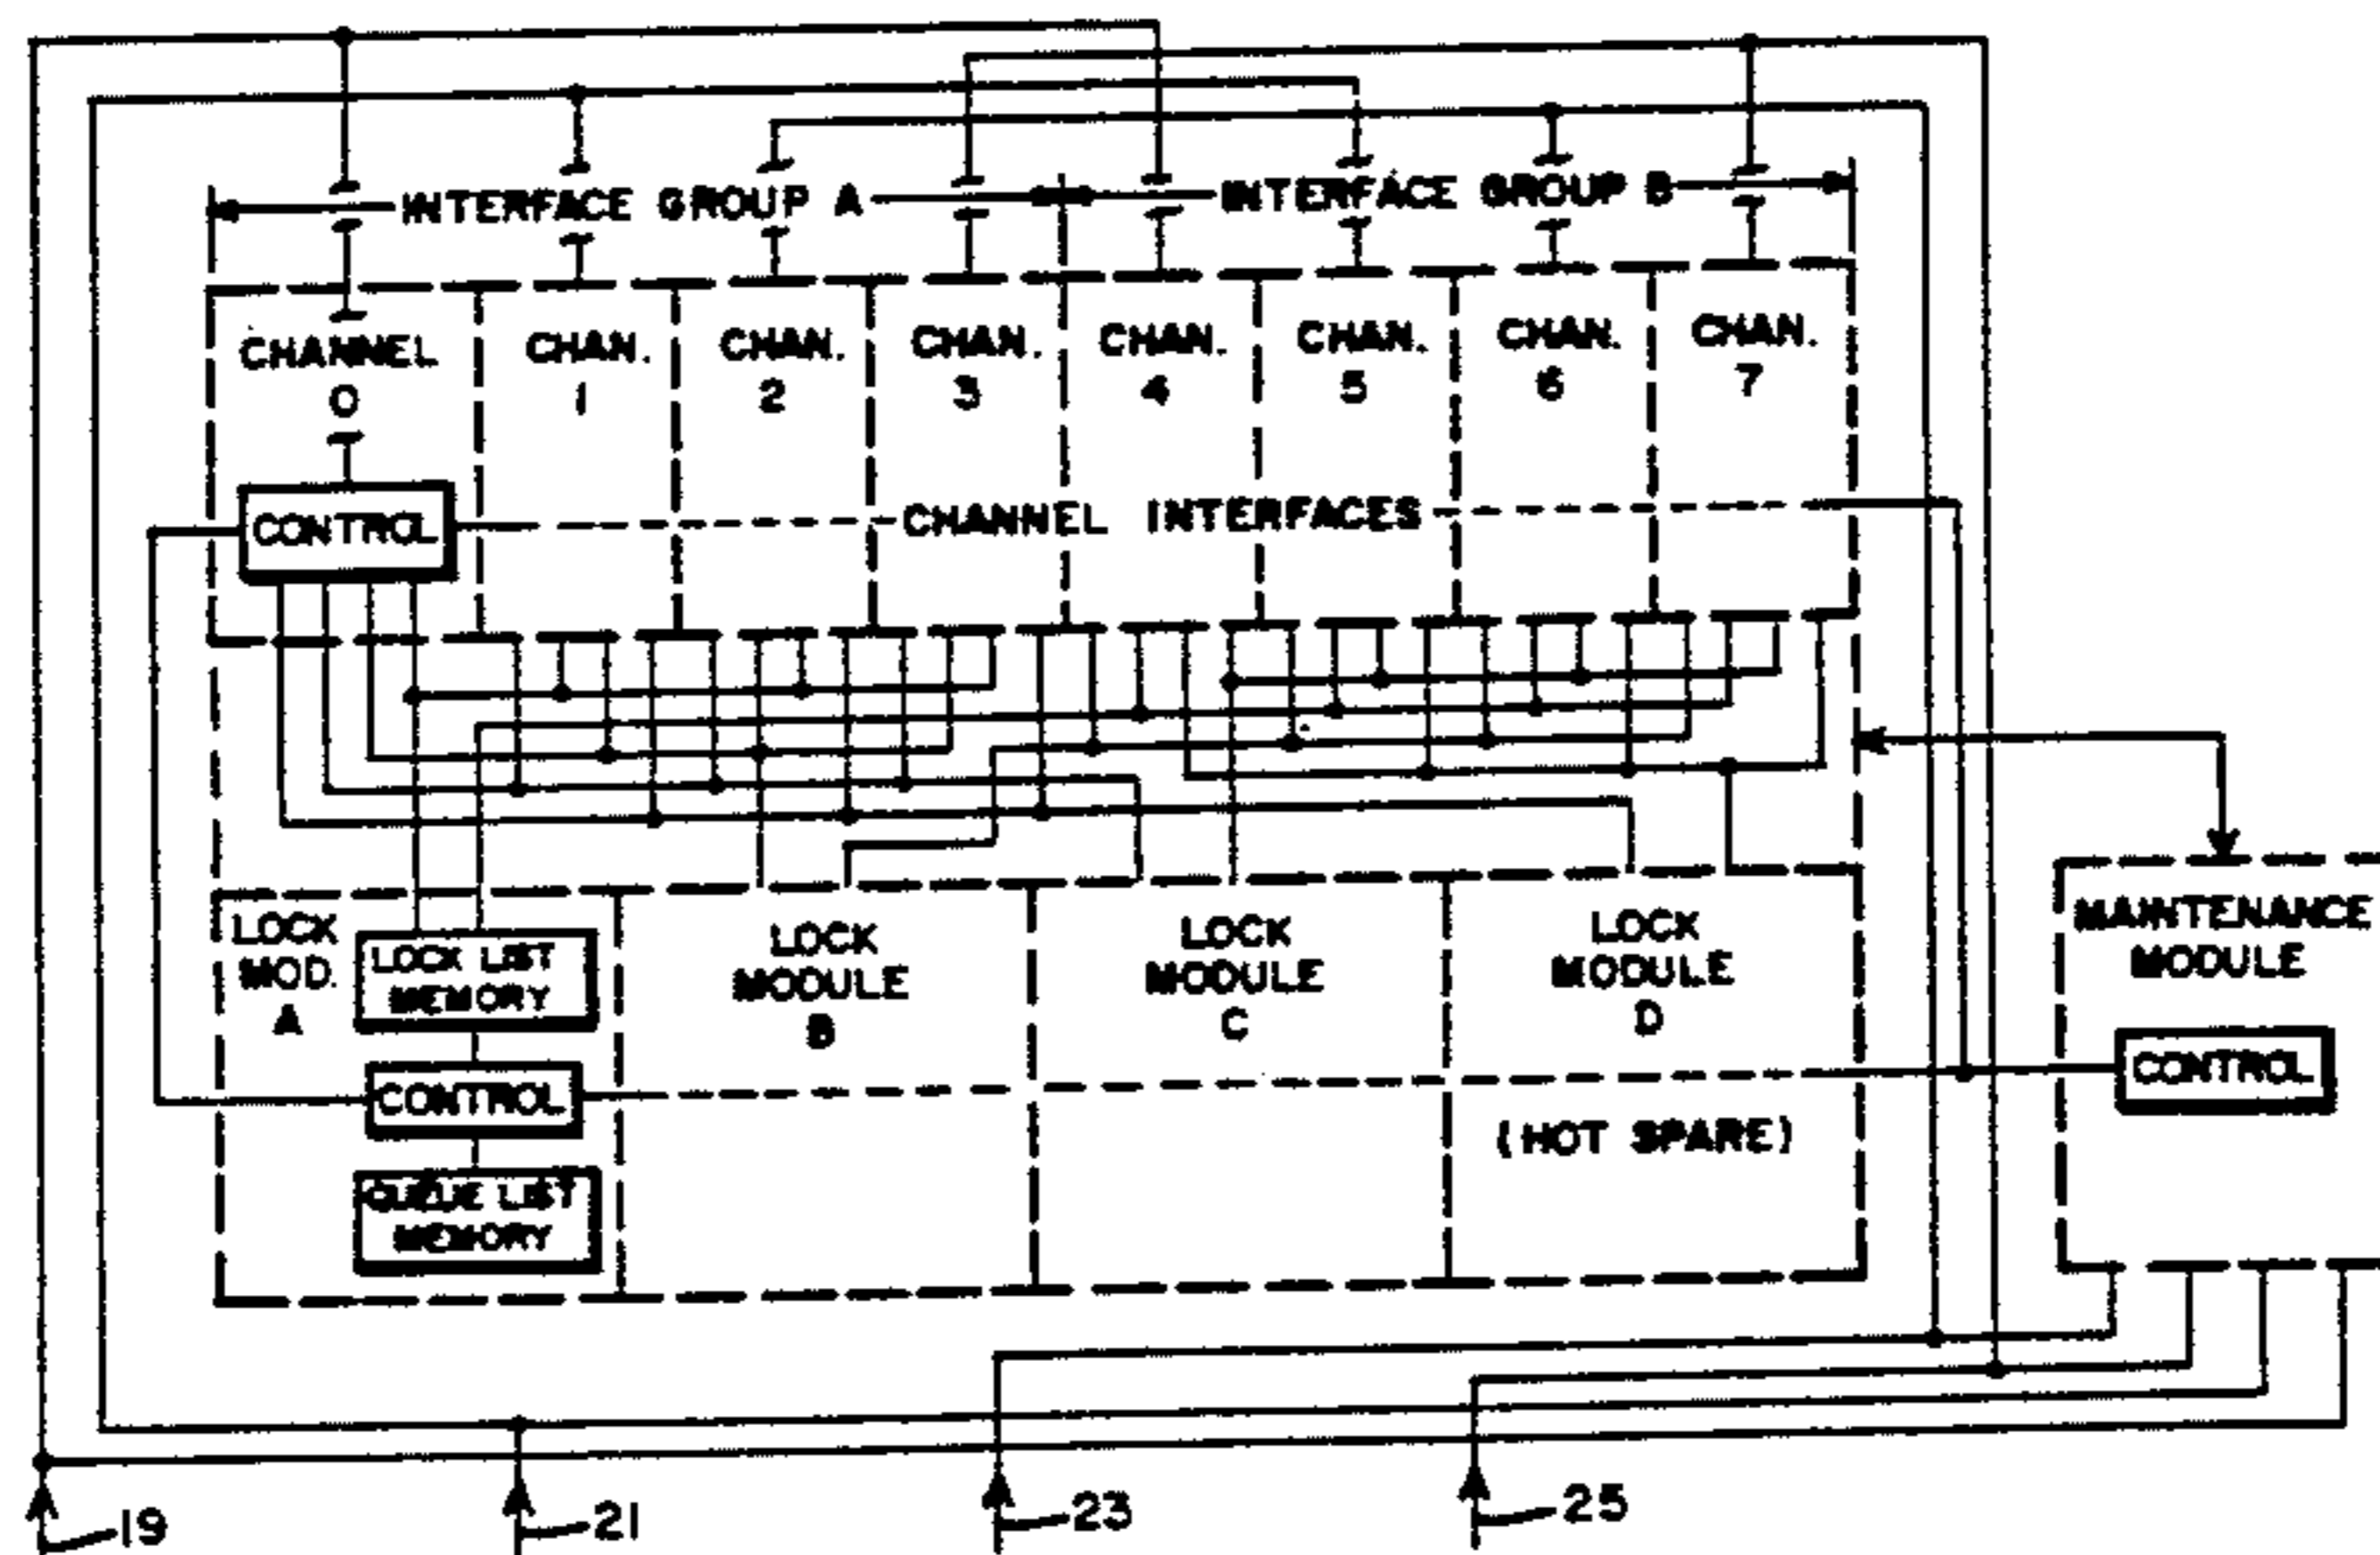 INTERFACE GROUP A
INTERFACE GROUP B
CHANNEL
0
CHAN.
1
CHAN.
2
CHAN.
3
CHAN.
4
CHAN.
5
CHAN.
6
CHAN.
7
CONTROL
CHANNEL INTERFACES
LOCK
MOD.
A
LOCK LIST
MEMORY
CONTROL
QUEUE LIST
MEMORY
LOCK
MODULE
B
LOCK
MODULE
C
LOCK
MODULE
D
(HOT SPARE)
MAINTENANCE
MODULE
CONTROL
19
21
23
25